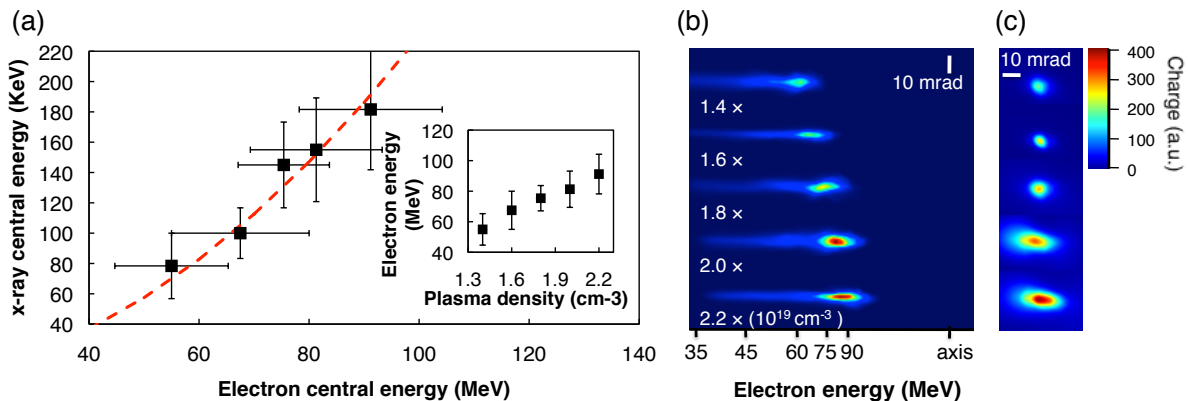 (a)
220
200
180
160
140
120
100
80
60
40
x-ray central energy (KeV)
40 60 80 100 120 140
Electron central energy (MeV)
Electron energy
(MeV)
120
100
80
60
40
1.3 1.6 1.9 2.2
Plasma density (cm-3)
(b)
10 mrad
1.4 ×
1.6 ×
1.8 ×
2.0 ×
2.2 × (10¹⁹ cm⁻³)
35 45 60 75 90 axis
Electron energy (MeV)
(c)
10 mrad
400
300
200
100
0
Charge (a.u.)